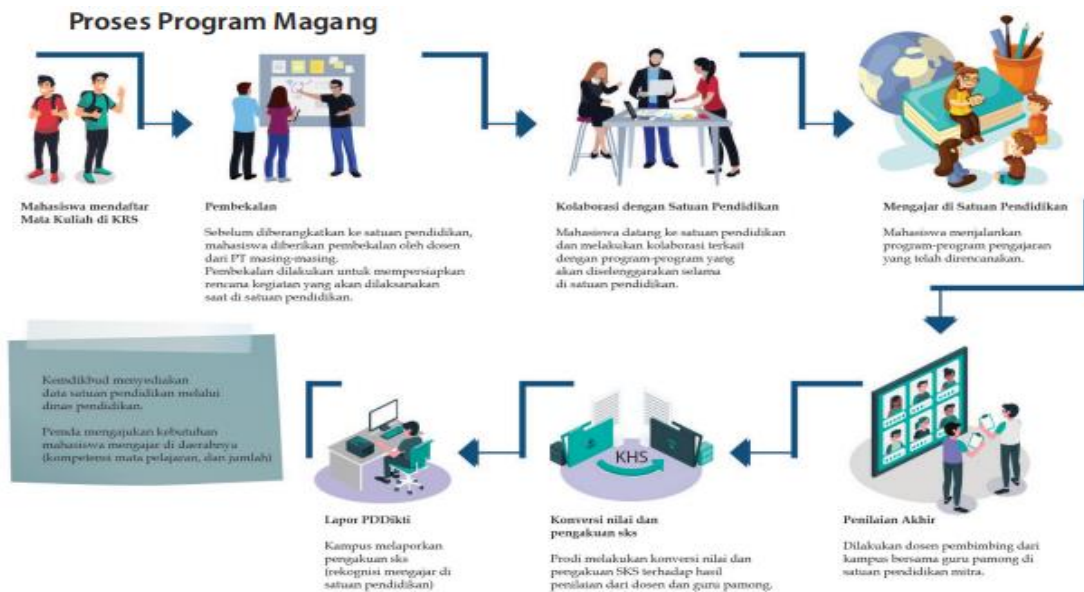 Proses Program Magang
Mahasiswa mendaftar
Mata Kuliah di KRS
Pembekalan
Sebelum diberangkatkan ke satuan pendidikan,
mahasiswa diberikan pembekalan oleh dosen
dari PT masing-masing.
Pembekalan dilakukan untuk mempersiapkan
rencana kegiatan yang akan dilaksanakan
saat di satuan pendidikan.
Kolaborasi dengan Satuan Pendidikan
Mahasiswa datang ke satuan pendidikan
dan melakukan kolaborasi terkait
dengan program-program yang
akan diselenggarakan selama
di satuan pendidikan.
Mengajar di Satuan Pendidikan
Mahasiswa menjalankan
program-program pengajaran
yang telah direncanakan.
Penilaian Akhir
Dilakukan dosen pembimbing dari
kampus bersama guru pamong di
satuan pendidikan mitra.
KHS
Konversi nilai dan
pengakuan sks
Prodi melakukan konversi nilai dan
pengakuan SKS terhadap hasil
penilaian dari dosen dan guru pamong.
Lapor PDDikti
Kampus melaporkan
pengakuan sks
(rekognisi mengajar di
satuan pendidikan)
Kemdikbud menyediakan
data satuan pendidikan melalui
dinas pendidikan.
Pemda mengajukan kebutuhan
mahasiswa mengajar di daerahnya
(kompetensi mata pelajaran, dan jumlah)